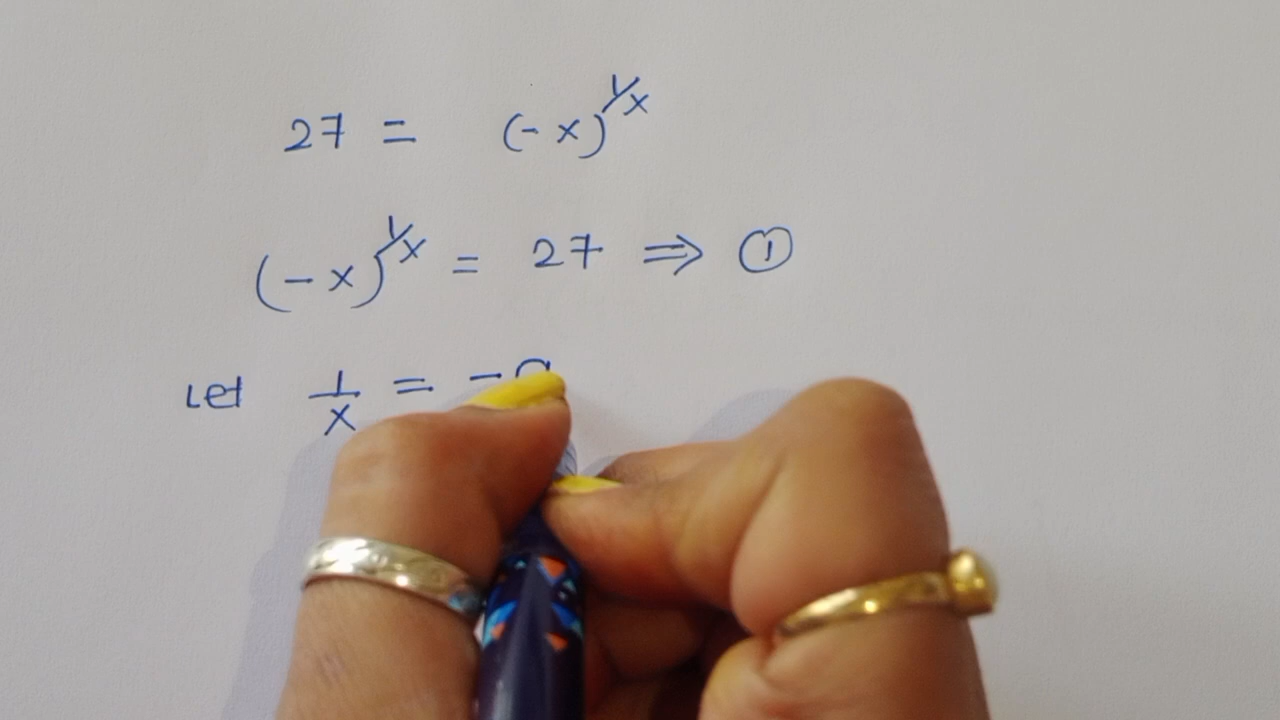 27 = (-x)^1/x
(-x)^1/x = 27 ⇒ ①
Let 1/x = -